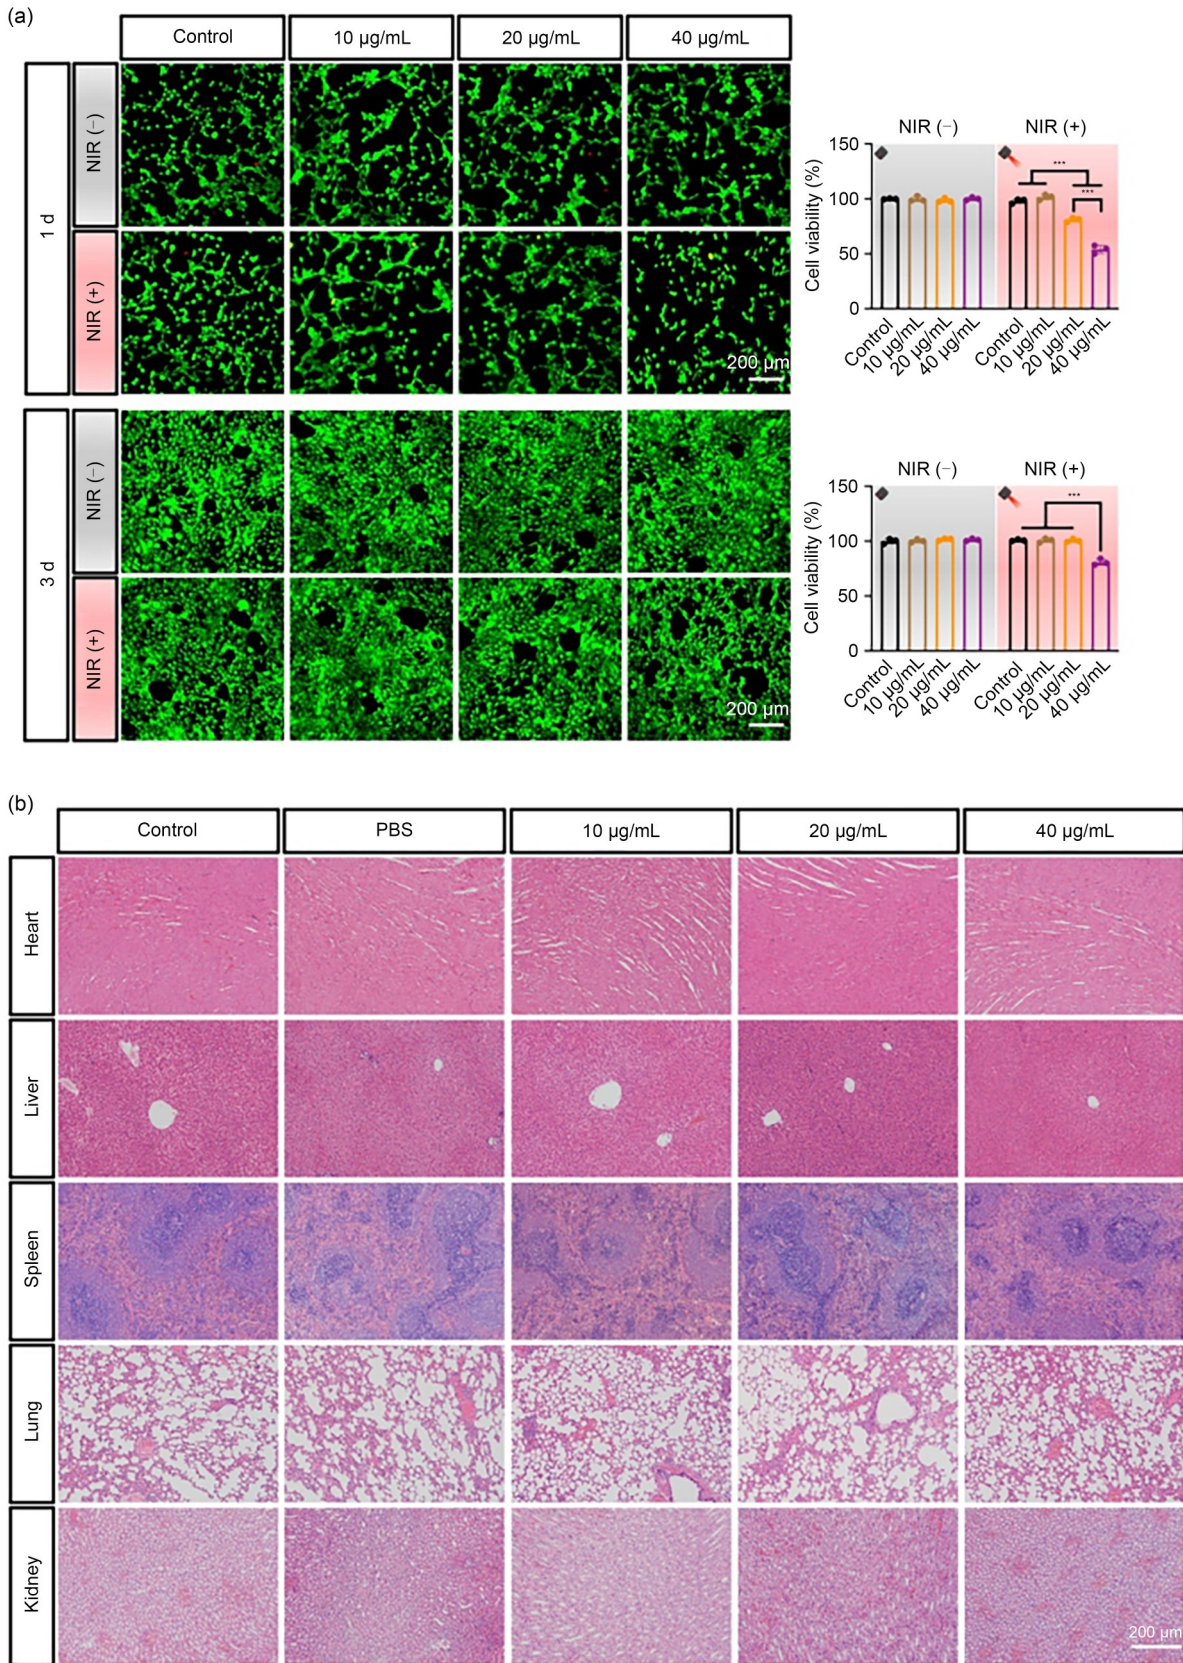 (a)
Control
10 µg/mL
20 µg/mL
40 µg/mL
1 d
NIR (−)
NIR (+)
200 µm
3 d
NIR (−)
NIR (+)
200 µm
NIR (−)
NIR (+)
Cell viability (%)
150
100
50
0
***
***
Control
10 µg/mL
20 µg/mL
40 µg/mL
Control
10 µg/mL
20 µg/mL
40 µg/mL
NIR (−)
NIR (+)
Cell viability (%)
150
100
50
0
***
Control
10 µg/mL
20 µg/mL
40 µg/mL
Control
10 µg/mL
20 µg/mL
40 µg/mL
(b)
Control
PBS
10 µg/mL
20 µg/mL
40 µg/mL
Heart
Liver
Spleen
Lung
Kidney
200 µm